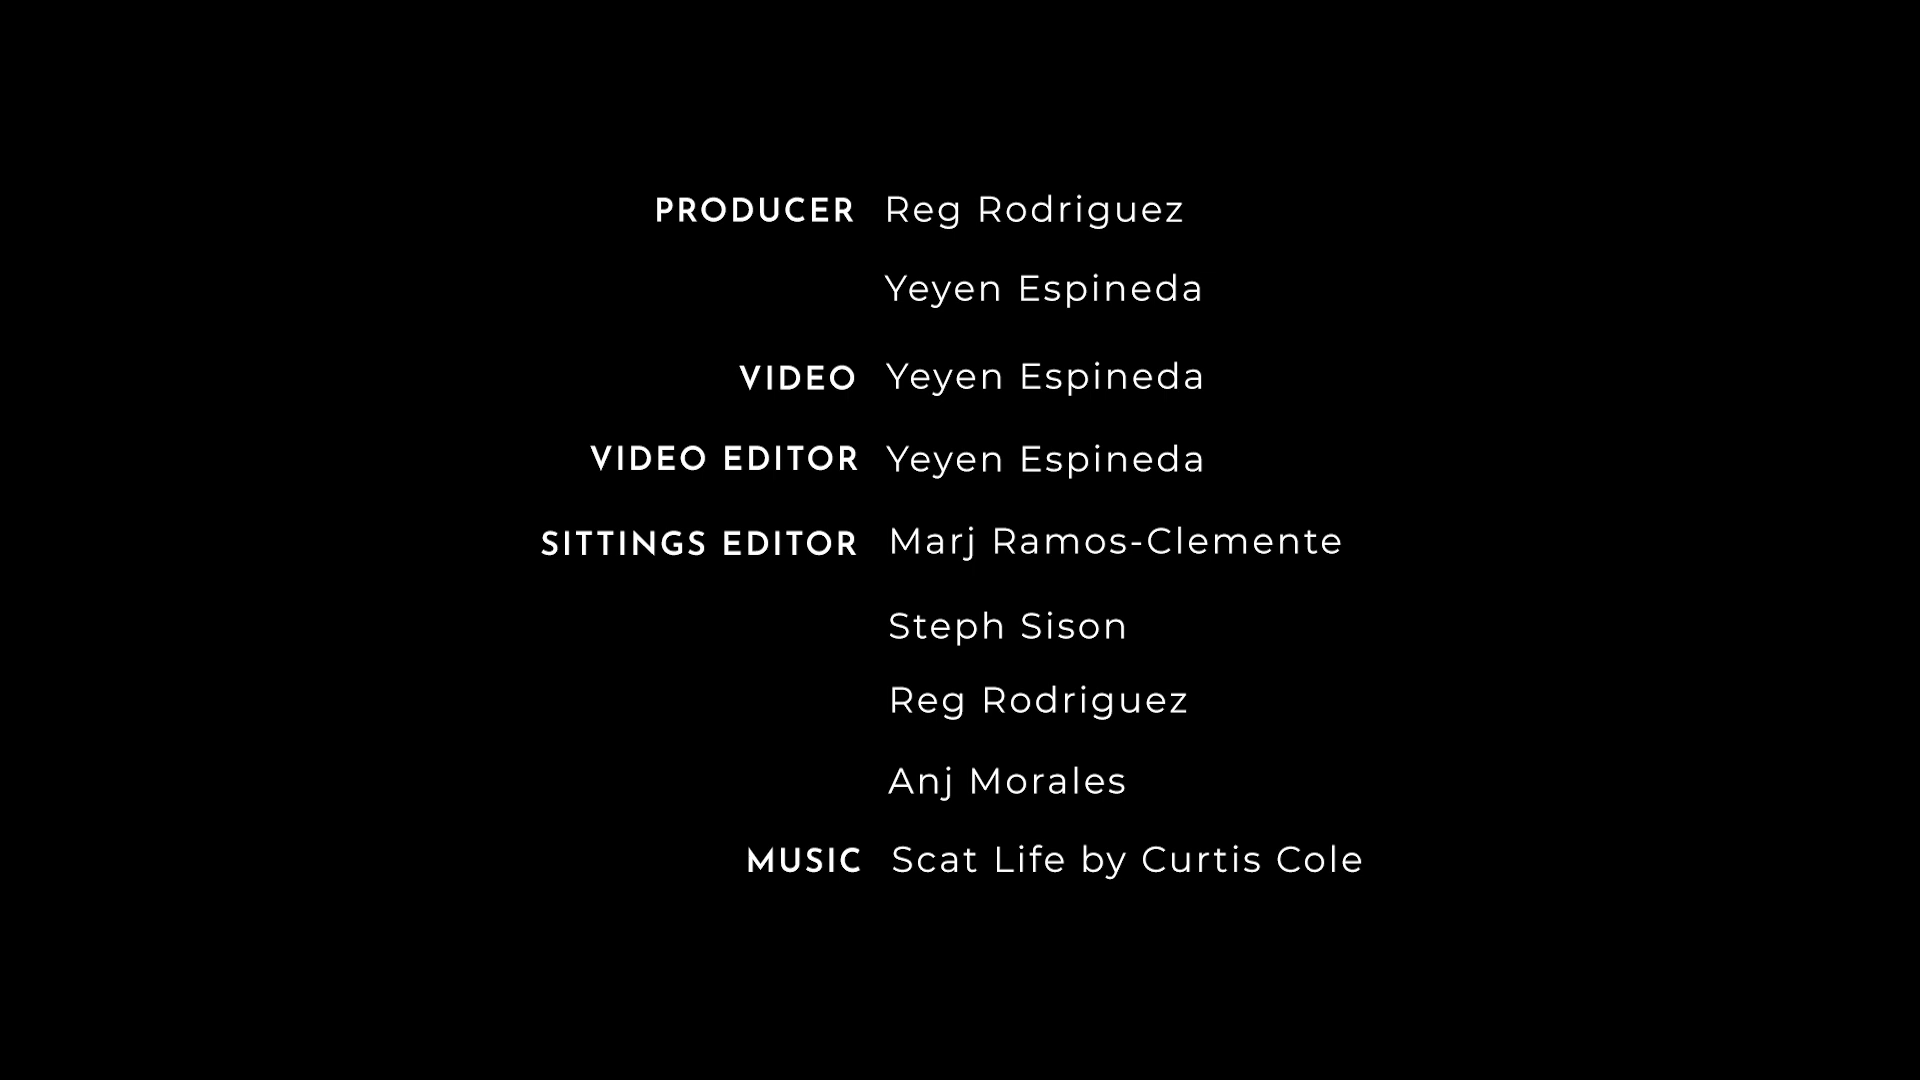 PRODUCER Reg Rodriguez
Yeyen Espineda
VIDEO Yeyen Espineda
VIDEO EDITOR Yeyen Espineda
SITTINGS EDITOR Marj Ramos-Clemente
Steph Sison
Reg Rodriguez
Anj Morales
MUSIC Scat Life by Curtis Cole